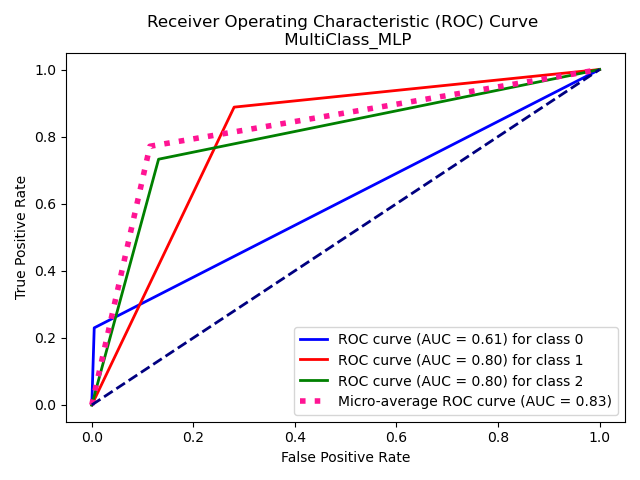 Receiver Operating Characteristic (ROC) Curve
MultiClass_MLP
1.0
0.8
0.6
0.4
0.2
0.0
True Positive Rate
ROC curve (AUC = 0.61) for class 0
ROC curve (AUC = 0.80) for class 1
ROC curve (AUC = 0.80) for class 2
Micro-average ROC curve (AUC = 0.83)
0.0 0.2 0.4 0.6 0.8 1.0
False Positive Rate